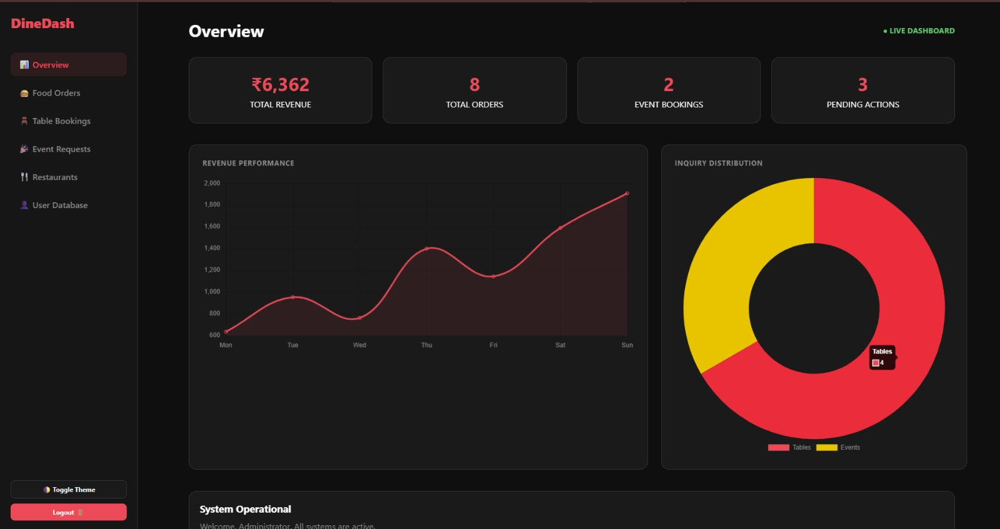 DineDash
Overview
Food Orders
Table Bookings
Event Requests
Restaurants
User Database
Toggle Theme
Logout
Overview
• LIVE DASHBOARD
₹6,362
TOTAL REVENUE
8
TOTAL ORDERS
2
EVENT BOOKINGS
3
PENDING ACTIONS
REVENUE PERFORMANCE
2,000
1,800
1,600
1,400
1,200
1,000
800
600
Mon Tue Wed Thu Fri Sat Sun
INQUIRY DISTRIBUTION
Tables
4
Tables Events
System Operational
Welcome, Administrator. All systems are active.